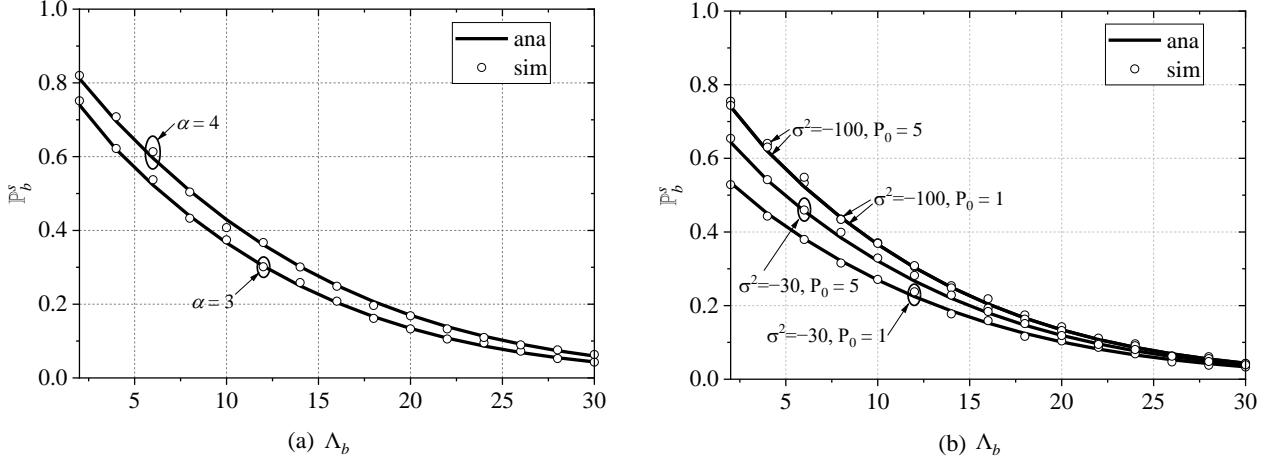 1.0
0.8
0.6
0.4
0.2
0.0
ℙ_b^s
ana
sim
α = 4
α = 3
5 10 15 20 25 30
(a) Λ_b
1.0
0.8
0.6
0.4
0.2
0.0
ℙ_b^s
ana
sim
σ²=−100, P₀ = 5
σ²=−100, P₀ = 1
σ²=−30, P₀ = 5
σ²=−30, P₀ = 1
5 10 15 20 25 30
(b) Λ_b